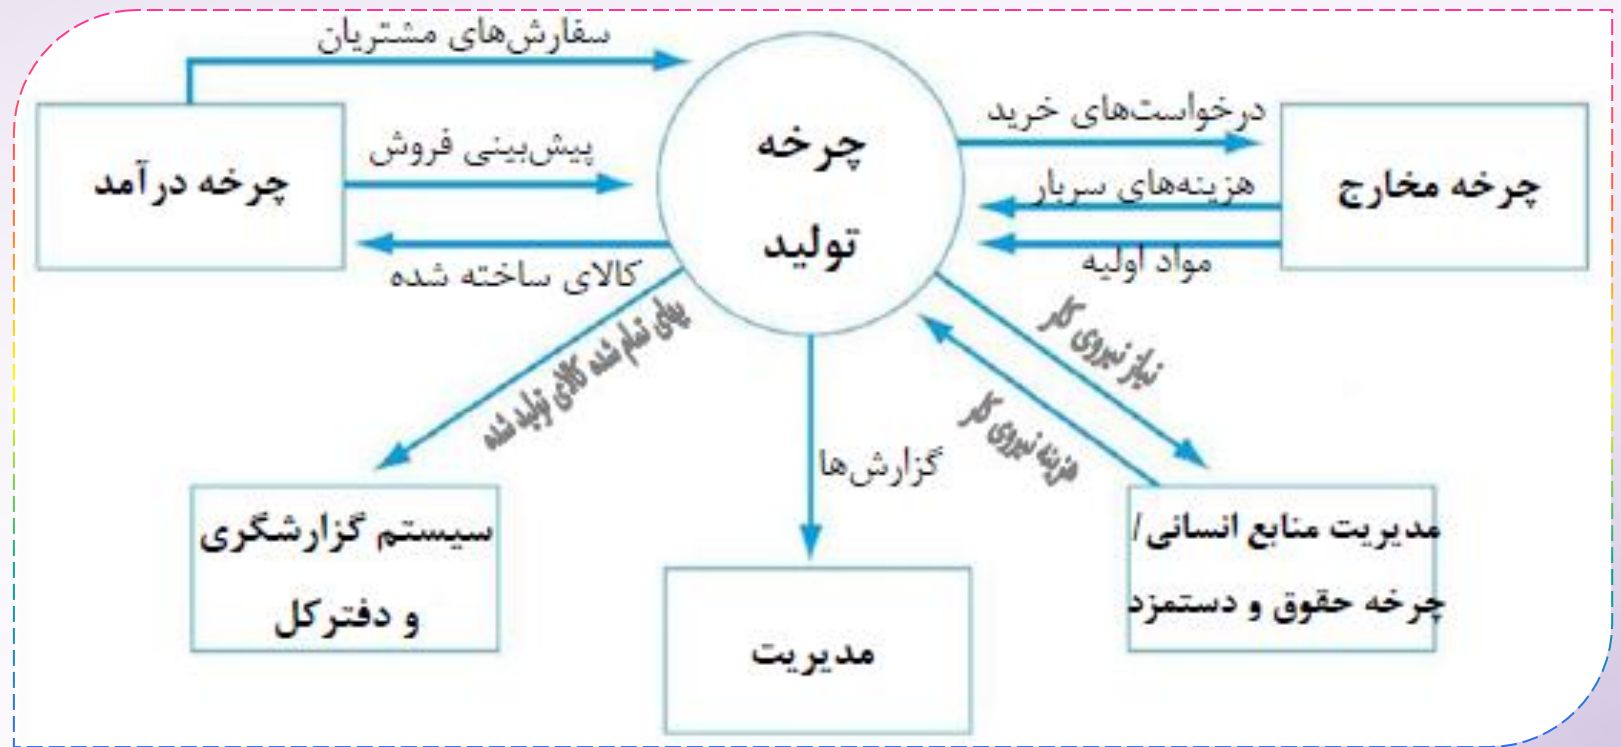 سفارش‌های مشتریان
درخواست‌های خرید
چرخه
تولید
پیش‌بینی فروش
چرخه درآمد
هزینه‌های سربار
چرخه مخارج
کالای ساخته شده
مواد اولیه
بهای تمام شده کالای تولید شده
نیاز نیروی کار
هزینه نیروی کار
گزارش‌ها
سیستم گزارشگری
و دفترکل
مدیریت
مدیریت منابع انسانی/
چرخه حقوق و دستمزد